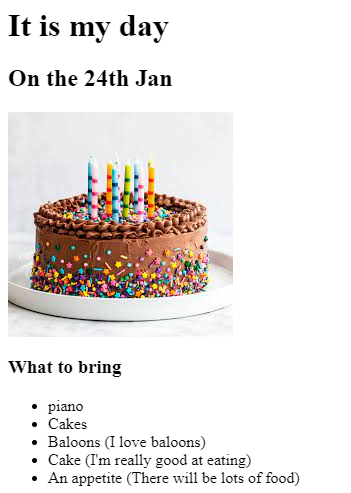 It is my day
On the 24th Jan
What to bring
piano
Cakes
Baloons (I love baloons)
Cake (I'm really good at eating)
An appetite (There will be lots of food)